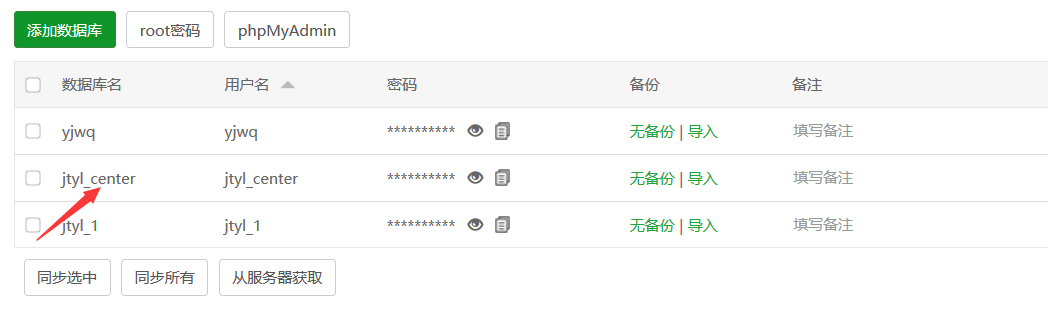 添加数据库 root密码 phpMyAdmin
数据库名 用户名 密码 备份 备注
yjwq yjwq ********** 无备份 | 导入 填写备注
jtyl_center jtyl_center ********** 无备份 | 导入 填写备注
jtyl_1 jtyl_1 ********** 无备份 | 导入 填写备注
同步选中 同步所有 从服务器获取